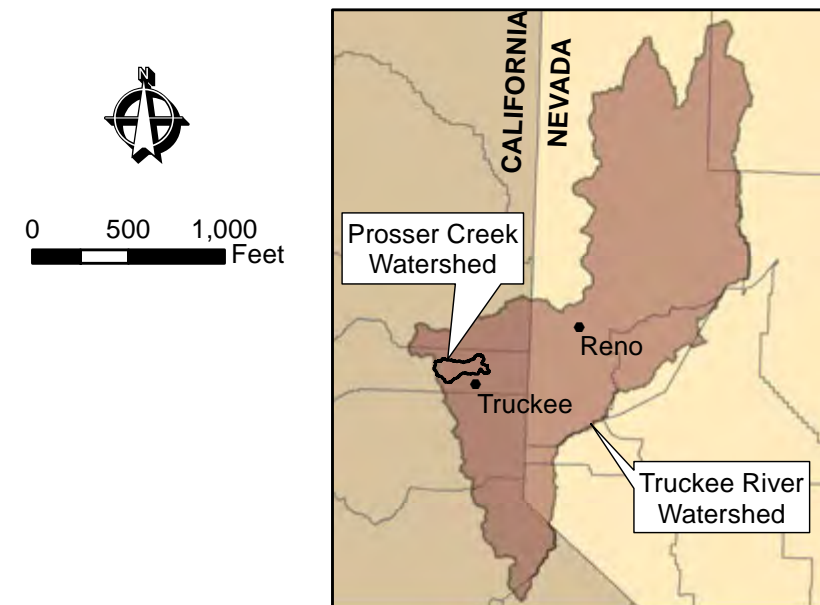 N
0 500 1,000
Feet
CALIFORNIA
NEVADA
Prosser Creek
Watershed
Reno
Truckee
Truckee River
Watershed